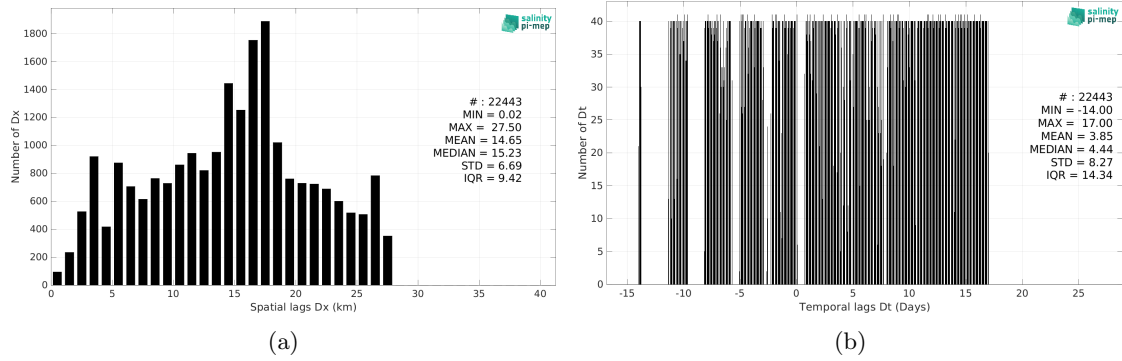 salinity
pi-mep
1800
1600
1400
1200
1000
800
600
400
200
0
Number of Dx
# : 22443
MIN = 0.02
MAX = 27.50
MEAN = 14.65
MEDIAN = 15.23
STD = 6.69
IQR = 9.42
0 5 10 15 20 25 30 35 40
Spatial lags Dx (km)
(a)
salinity
pi-mep
40
35
30
25
20
15
10
5
0
Number of Dt
# : 22443
MIN = -14.00
MAX = 17.00
MEAN = 3.85
MEDIAN = 4.44
STD = 8.27
IQR = 14.34
-15 -10 -5 0 5 10 15 20 25
Temporal lags Dt (Days)
(b)